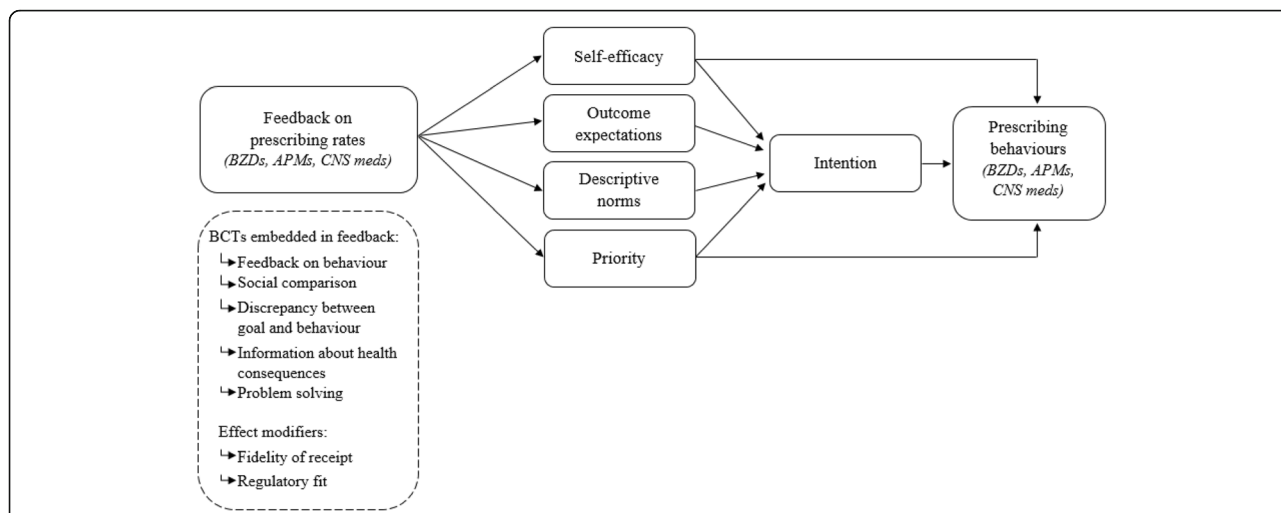 Self-efficacy
Feedback on
prescribing rates
(BZDs, APMs, CNS meds)
Outcome
expectations
Descriptive
norms
Priority
Intention
Prescribing
behaviours
(BZDs, APMs,
CNS meds)
BCTs embedded in feedback:
Feedback on behaviour
Social comparison
Discrepancy between
goal and behaviour
Information about health
consequences
Problem solving
Effect modifiers:
Fidelity of receipt
Regulatory fit